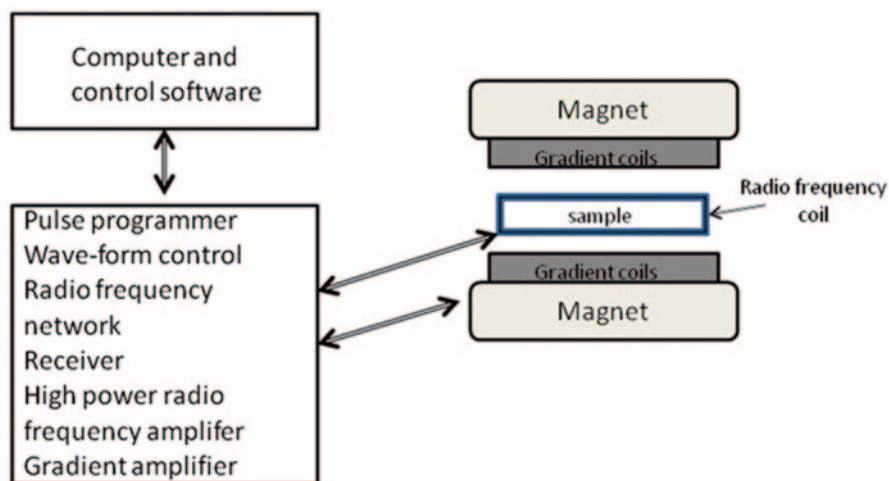 Computer and
control software
Pulse programmer
Wave-form control
Radio frequency
network
Receiver
High power radio
frequency amplifer
Gradient amplifier
Magnet
Gradient coils
sample
Radio frequency
coil
Gradient coils
Magnet